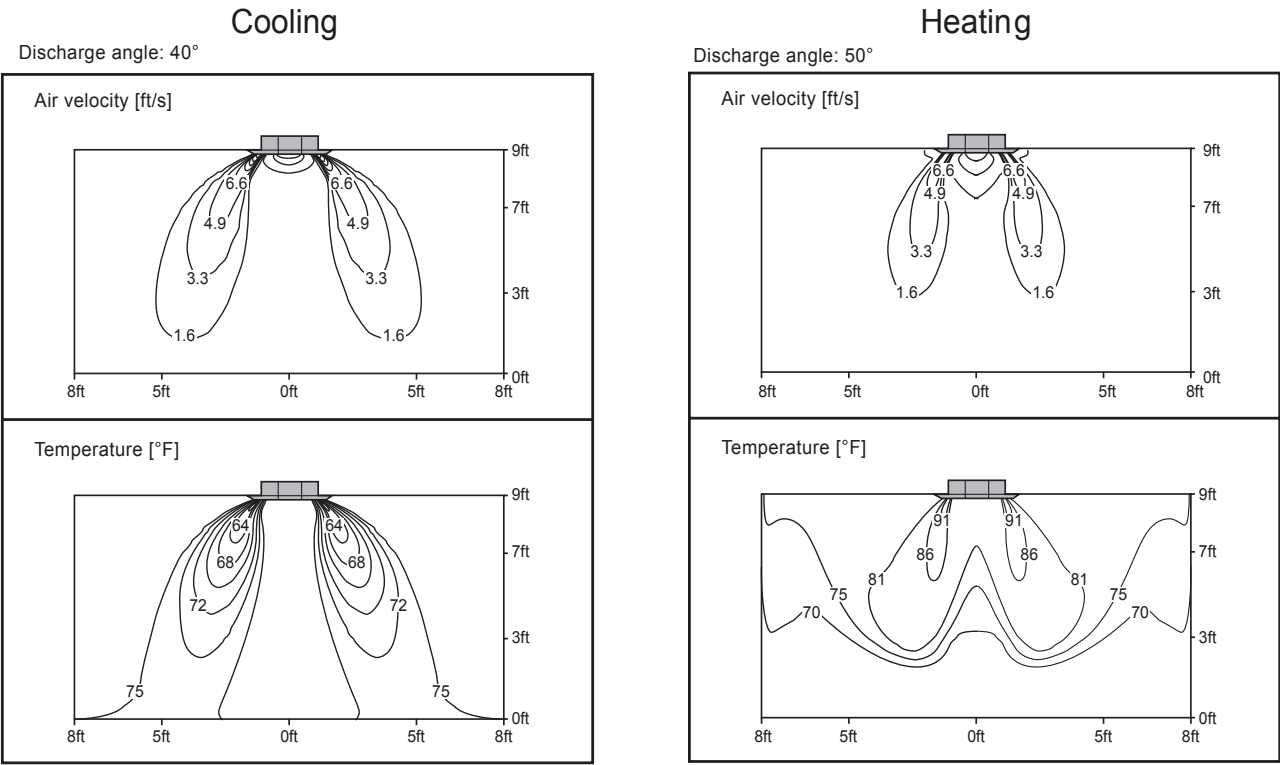 Cooling
Discharge angle: 40°
Air velocity [ft/s]
9ft
6.6 6.6
7ft
4.9 4.9
3.3 3.3
3ft
1.6 1.6
0ft
8ft 5ft 0ft 5ft 8ft
Temperature [°F]
9ft
64 64
7ft
68 68
72 72
3ft
75 75
0ft
8ft 5ft 0ft 5ft 8ft
Heating
Discharge angle: 50°
Air velocity [ft/s]
9ft
6.6 6.6
4.9 4.9
7ft
3.3 3.3
1.6 1.6
3ft
0ft
8ft 5ft 0ft 5ft 8ft
Temperature [°F]
9ft
91 91
86 86
7ft
81 81
75 75
70 70
3ft
0ft
8ft 5ft 0ft 5ft 8ft